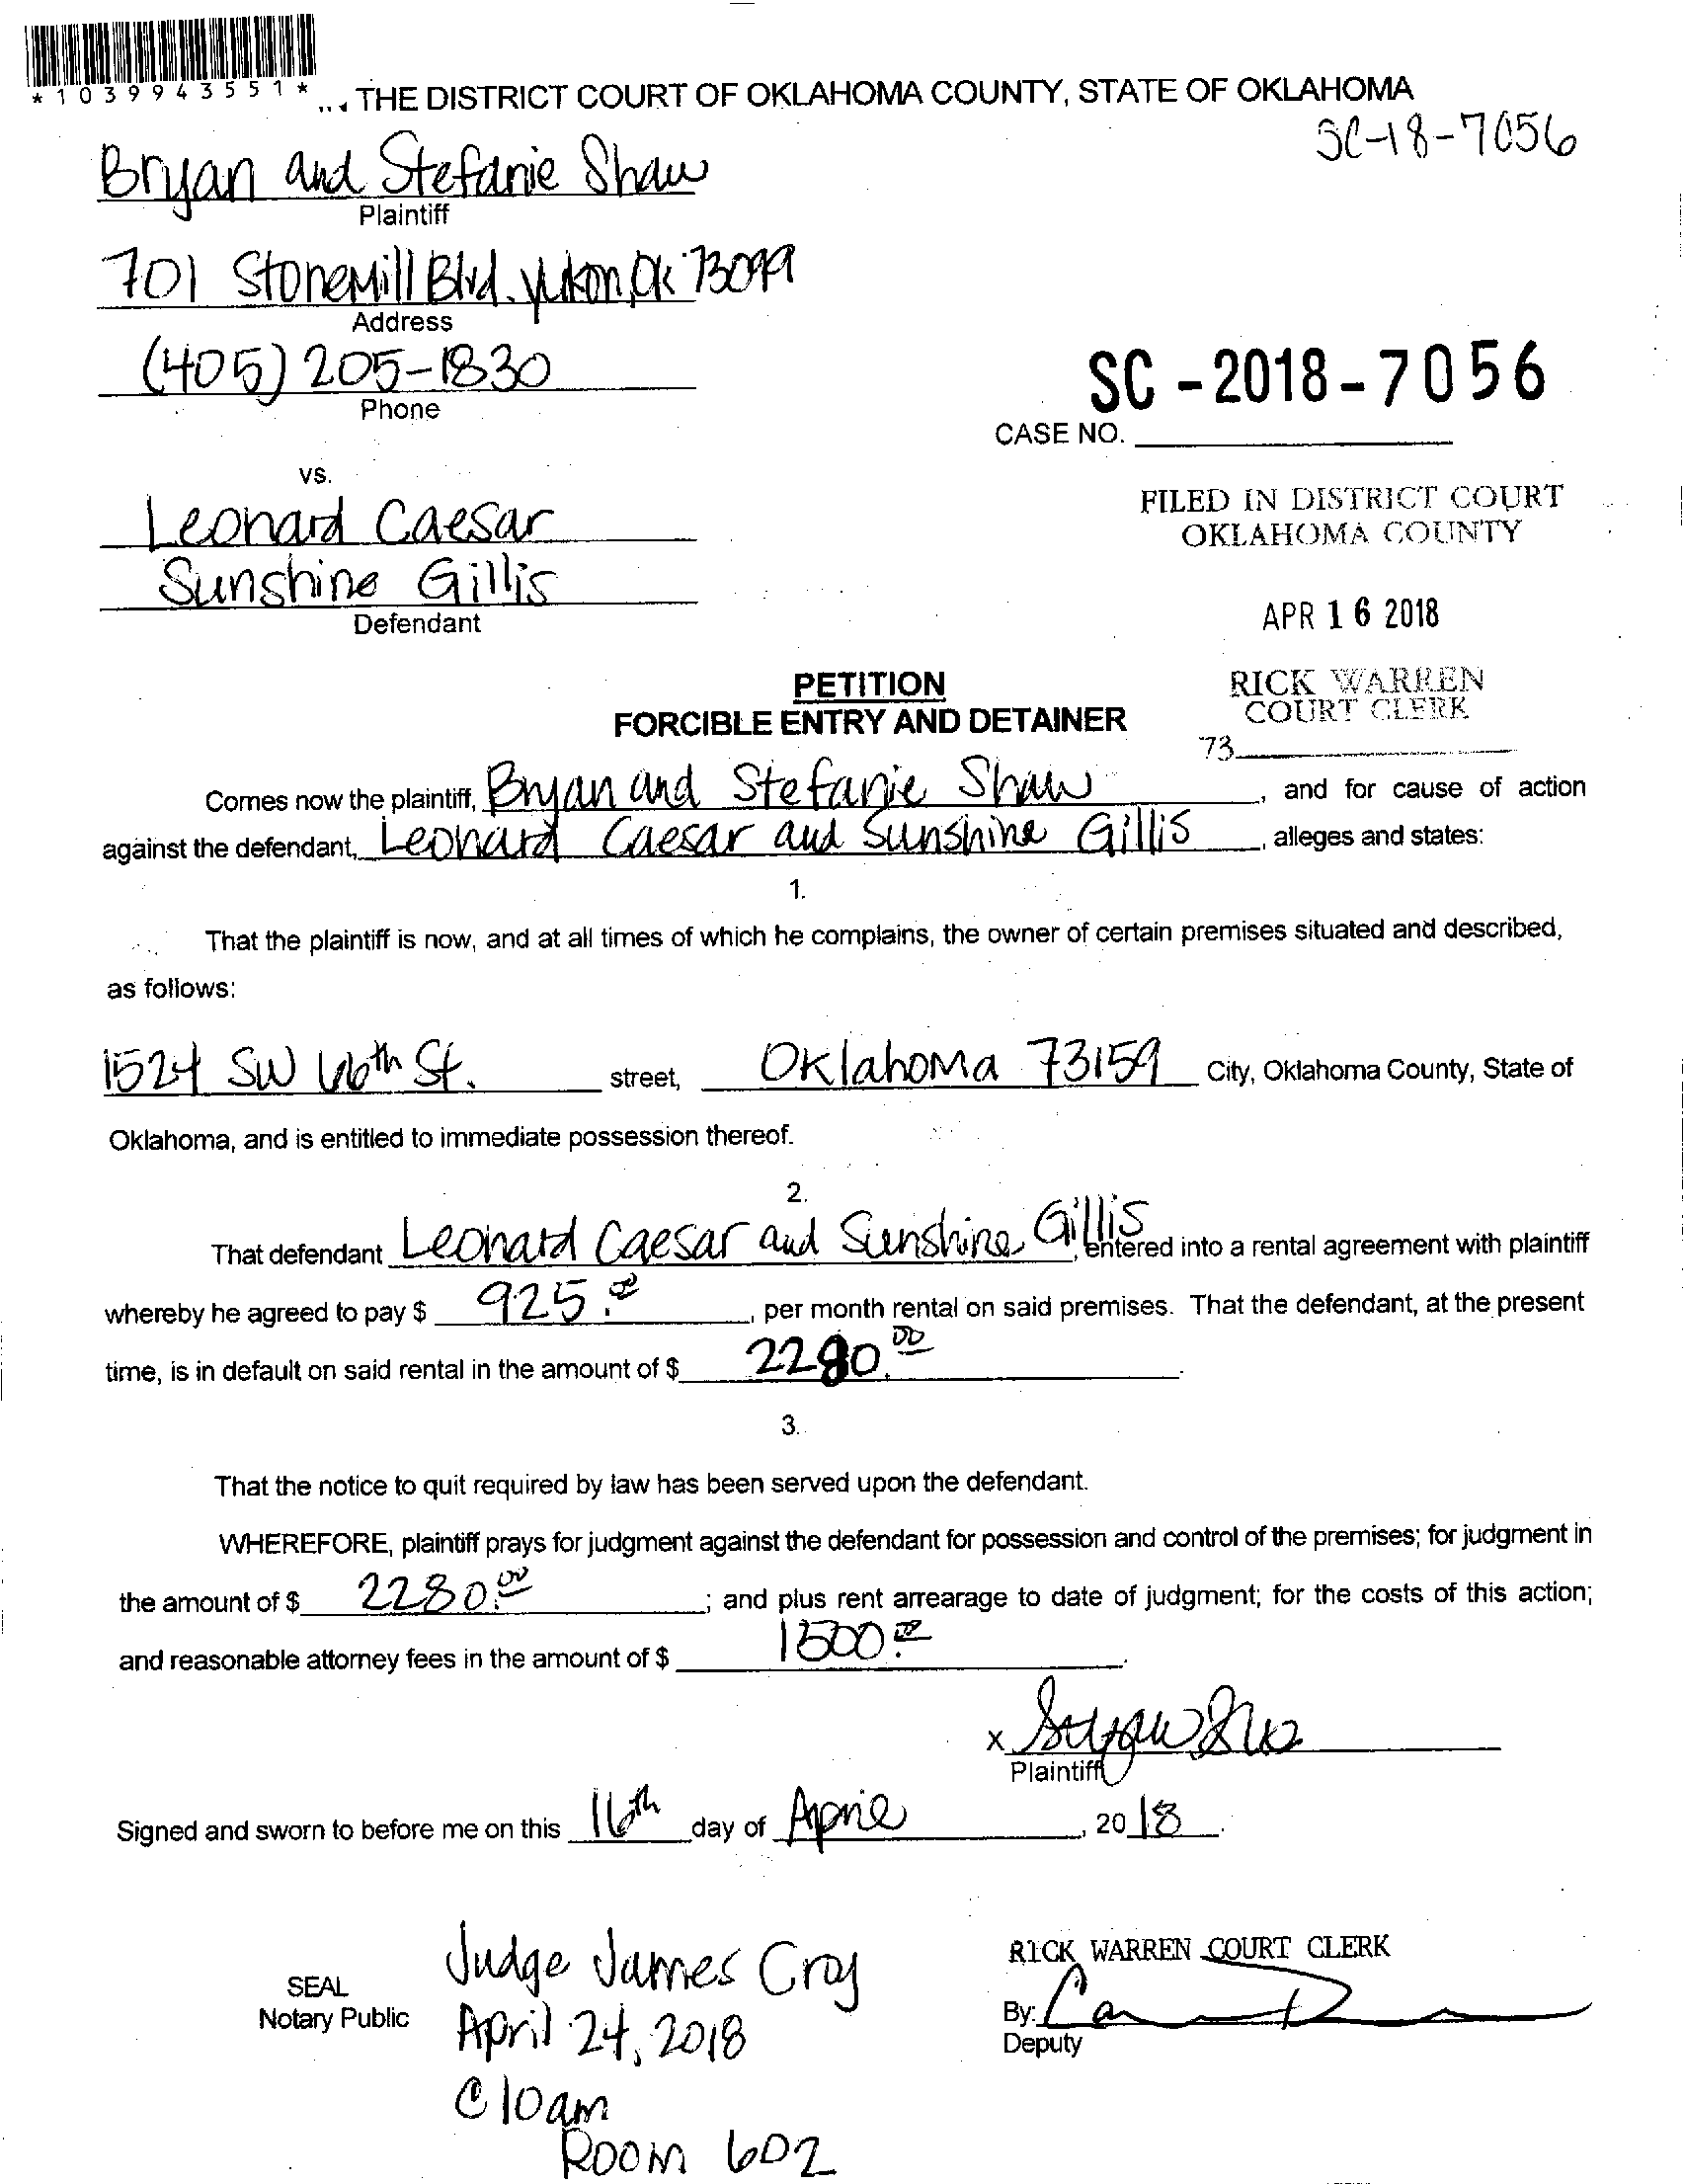 *1039943551*
THE DISTRICT COURT OF OKLAHOMA COUNTY, STATE OF OKLAHOMA
SC-18-7056
Bryan and Stefanie Shaw
Plaintiff
701 StoneMill Blvd. Yukon, OK 73099
Address
(405) 205-1830
Phone
SC-2018-7056
CASE NO.
vs.
Leonard Caesar
Sunshine Gillis
Defendant
FILED IN DISTRICT COURT
OKLAHOMA COUNTY
APR 16 2018
RICK WARREN
COURT CLERK
73
PETITION
FORCIBLE ENTRY AND DETAINER
Comes now the plaintiff, Bryan and Stefanie Shaw, and for cause of action
against the defendant, Leonard Caesar and Sunshine Gillis, alleges and states:
1.
That the plaintiff is now, and at all times of which he complains, the owner of certain premises situated and described,
as follows:
1524 SW 66th St. street, Oklahoma 73159 City, Oklahoma County, State of
Oklahoma, and is entitled to immediate possession thereof.
2.
That defendant Leonard Caesar and Sunshine Gillis, entered into a rental agreement with plaintiff
whereby he agreed to pay $ 925.00, per month rental on said premises. That the defendant, at the present
time, is in default on said rental in the amount of $ 2280.00.
3.
That the notice to quit required by law has been served upon the defendant.
WHEREFORE, plaintiff prays for judgment against the defendant for possession and control of the premises; for judgment in
the amount of $ 2280.00; and plus rent arrearage to date of judgment; for the costs of this action;
and reasonable attorney fees in the amount of $ 1500.00.
x
Plaintiff
Signed and sworn to before me on this 16th day of April, 2018.
SEAL
Notary Public
Judge James Croy
April 24, 2018
@ 10am
Room 602
RICK WARREN COURT CLERK
By:
Deputy